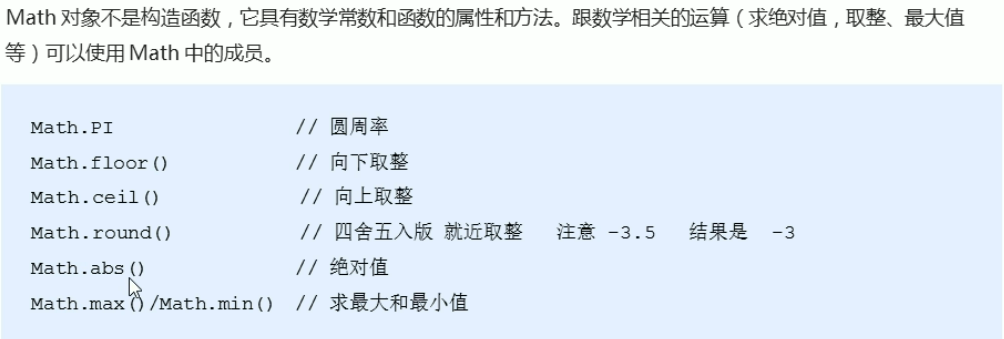 Math 对象不是构造函数，它具有数学常数和函数的属性和方法。跟数学相关的运算（求绝对值，取整、最大值
等）可以使用 Math 中的成员。
Math.PI // 圆周率
Math.floor() // 向下取整
Math.ceil() // 向上取整
Math.round() // 四舍五入版 就近取整 注意 -3.5 结果是 -3
Math.abs() // 绝对值
Math.max()/Math.min() // 求最大和最小值